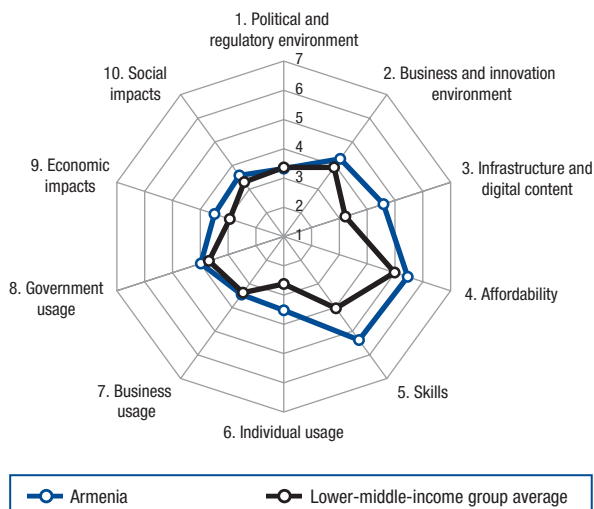 1. Political and
regulatory environment
2. Business and innovation
environment
3. Infrastructure and
digital content
4. Affordability
5. Skills
6. Individual usage
7. Business
usage
8. Government
usage
9. Economic
impacts
10. Social
impacts
7
6
5
4
3
2
1
Armenia
Lower-middle-income group average